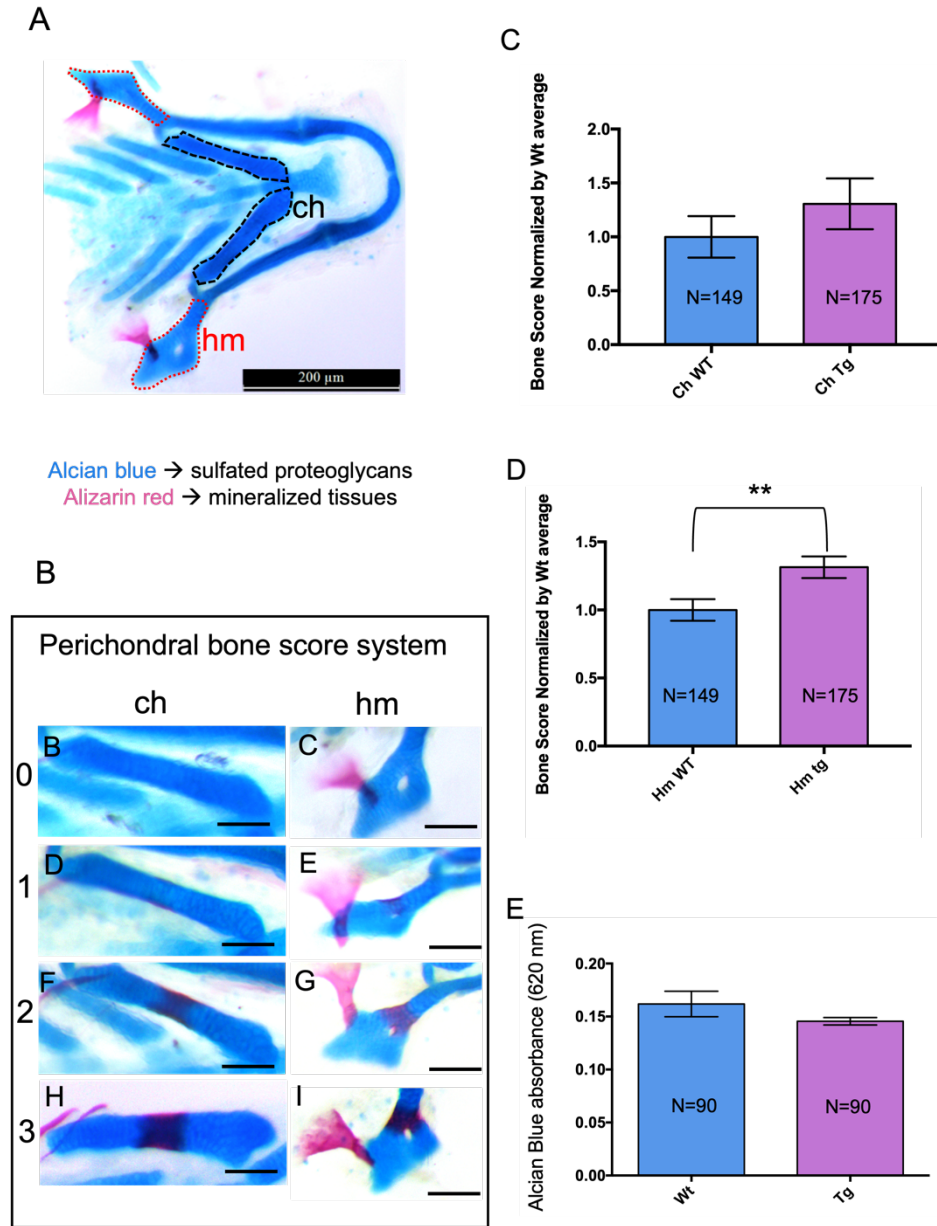 A
ch
hm
200 µm
Alcian blue → sulfated proteoglycans
Alizarin red → mineralized tissues
B
Perichondral bone score system
ch hm
0 B C
1 D E
2 F G
3 H I
C
Bone Score Normalized by Wt average
2.0
1.5
1.0
0.5
0.0
N=149 N=175
Ch WT Ch Tg
D
Bone Score Normalized by Wt average
**
1.5
1.0
0.5
0.0
N=149 N=175
Hm WT Hm tg
E
Alcian Blue absorbance (620 nm)
0.20
0.15
0.10
0.05
0.00
N=90 N=90
Wt Tg